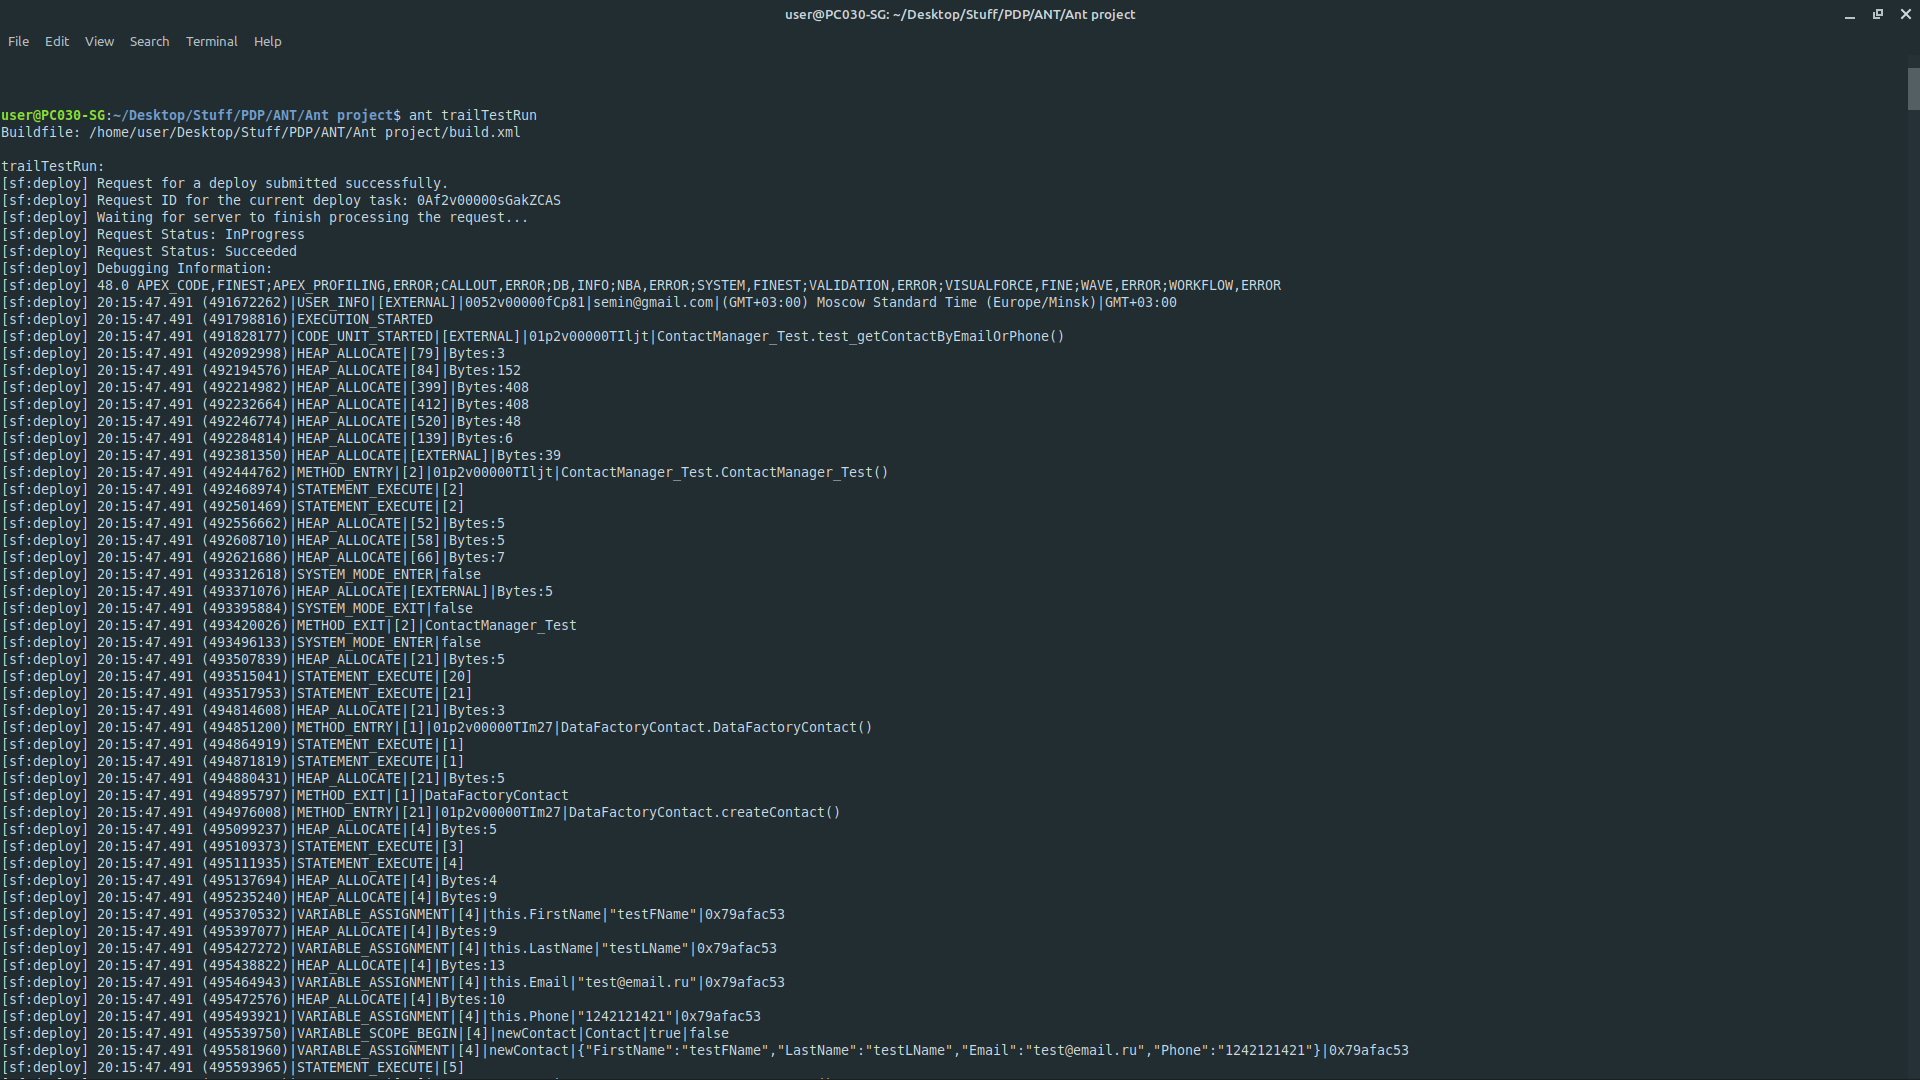 user@PC030-SG: ~/Desktop/Stuff/PDP/ANT/Ant project
File Edit View Search Terminal Help
user@PC030-SG:~/Desktop/Stuff/PDP/ANT/Ant project$ ant trailTestRun
Buildfile: /home/user/Desktop/Stuff/PDP/ANT/Ant project/build.xml
trailTestRun:
[sf:deploy] Request for a deploy submitted successfully.
[sf:deploy] Request ID for the current deploy task: 0Af2v00000sGakZCAS
[sf:deploy] Waiting for server to finish processing the request...
[sf:deploy] Request Status: InProgress
[sf:deploy] Request Status: Succeeded
[sf:deploy] Debugging Information:
[sf:deploy] 48.0 APEX_CODE,FINEST;APEX_PROFILING,ERROR;CALLOUT,ERROR;DB,INFO;NBA,ERROR;SYSTEM,FINEST;VALIDATION,ERROR;VISUALFORCE,FINE;WAVE,ERROR;WORKFLOW,ERROR
[sf:deploy] 20:15:47.491 (491672262)|USER_INFO|[EXTERNAL]|0052v00000fCp81|semin@gmail.com|(GMT+03:00) Moscow Standard Time (Europe/Minsk)|GMT+03:00
[sf:deploy] 20:15:47.491 (491798816)|EXECUTION_STARTED
[sf:deploy] 20:15:47.491 (491828177)|CODE_UNIT_STARTED|[EXTERNAL]|01p2v00000TIljt|ContactManager_Test.test_getContactByEmailOrPhone()
[sf:deploy] 20:15:47.491 (492092998)|HEAP_ALLOCATE|[79]|Bytes:3
[sf:deploy] 20:15:47.491 (492194576)|HEAP_ALLOCATE|[84]|Bytes:152
[sf:deploy] 20:15:47.491 (492214982)|HEAP_ALLOCATE|[399]|Bytes:408
[sf:deploy] 20:15:47.491 (492232664)|HEAP_ALLOCATE|[412]|Bytes:408
[sf:deploy] 20:15:47.491 (492246774)|HEAP_ALLOCATE|[520]|Bytes:48
[sf:deploy] 20:15:47.491 (492284814)|HEAP_ALLOCATE|[139]|Bytes:6
[sf:deploy] 20:15:47.491 (492381350)|HEAP_ALLOCATE|[EXTERNAL]|Bytes:39
[sf:deploy] 20:15:47.491 (492444762)|METHOD_ENTRY|[2]|01p2v00000TIljt|ContactManager_Test.ContactManager_Test()
[sf:deploy] 20:15:47.491 (492468974)|STATEMENT_EXECUTE|[2]
[sf:deploy] 20:15:47.491 (492501469)|STATEMENT_EXECUTE|[2]
[sf:deploy] 20:15:47.491 (492556662)|HEAP_ALLOCATE|[52]|Bytes:5
[sf:deploy] 20:15:47.491 (492608710)|HEAP_ALLOCATE|[58]|Bytes:5
[sf:deploy] 20:15:47.491 (492621686)|HEAP_ALLOCATE|[66]|Bytes:7
[sf:deploy] 20:15:47.491 (493312618)|SYSTEM_MODE_ENTER|false
[sf:deploy] 20:15:47.491 (493371076)|HEAP_ALLOCATE|[EXTERNAL]|Bytes:5
[sf:deploy] 20:15:47.491 (493395884)|SYSTEM_MODE_EXIT|false
[sf:deploy] 20:15:47.491 (493420026)|METHOD_EXIT|[2]|ContactManager_Test
[sf:deploy] 20:15:47.491 (493496133)|SYSTEM_MODE_ENTER|false
[sf:deploy] 20:15:47.491 (493507839)|HEAP_ALLOCATE|[21]|Bytes:5
[sf:deploy] 20:15:47.491 (493515041)|STATEMENT_EXECUTE|[20]
[sf:deploy] 20:15:47.491 (493517953)|STATEMENT_EXECUTE|[21]
[sf:deploy] 20:15:47.491 (494814608)|HEAP_ALLOCATE|[21]|Bytes:3
[sf:deploy] 20:15:47.491 (494851200)|METHOD_ENTRY|[1]|01p2v00000TIm27|DataFactoryContact.DataFactoryContact()
[sf:deploy] 20:15:47.491 (494864919)|STATEMENT_EXECUTE|[1]
[sf:deploy] 20:15:47.491 (494871819)|STATEMENT_EXECUTE|[1]
[sf:deploy] 20:15:47.491 (494880431)|HEAP_ALLOCATE|[21]|Bytes:5
[sf:deploy] 20:15:47.491 (494895797)|METHOD_EXIT|[1]|DataFactoryContact
[sf:deploy] 20:15:47.491 (494976008)|METHOD_ENTRY|[21]|01p2v00000TIm27|DataFactoryContact.createContact()
[sf:deploy] 20:15:47.491 (495099237)|HEAP_ALLOCATE|[4]|Bytes:5
[sf:deploy] 20:15:47.491 (495109373)|STATEMENT_EXECUTE|[3]
[sf:deploy] 20:15:47.491 (495111935)|STATEMENT_EXECUTE|[4]
[sf:deploy] 20:15:47.491 (495137694)|HEAP_ALLOCATE|[4]|Bytes:4
[sf:deploy] 20:15:47.491 (495235240)|HEAP_ALLOCATE|[4]|Bytes:9
[sf:deploy] 20:15:47.491 (495370532)|VARIABLE_ASSIGNMENT|[4]|this.FirstName|"testFName"|0x79afac53
[sf:deploy] 20:15:47.491 (495397077)|HEAP_ALLOCATE|[4]|Bytes:9
[sf:deploy] 20:15:47.491 (495427272)|VARIABLE_ASSIGNMENT|[4]|this.LastName|"testLName"|0x79afac53
[sf:deploy] 20:15:47.491 (495438822)|HEAP_ALLOCATE|[4]|Bytes:13
[sf:deploy] 20:15:47.491 (495464943)|VARIABLE_ASSIGNMENT|[4]|this.Email|"test@email.ru"|0x79afac53
[sf:deploy] 20:15:47.491 (495472576)|HEAP_ALLOCATE|[4]|Bytes:10
[sf:deploy] 20:15:47.491 (495493921)|VARIABLE_ASSIGNMENT|[4]|this.Phone|"1242121421"|0x79afac53
[sf:deploy] 20:15:47.491 (495539750)|VARIABLE_SCOPE_BEGIN|[4]|newContact|Contact|true|false
[sf:deploy] 20:15:47.491 (495581960)|VARIABLE_ASSIGNMENT|[4]|newContact|{"FirstName":"testFName","LastName":"testLName","Email":"test@email.ru","Phone":"1242121421"}|0x79afac53
[sf:deploy] 20:15:47.491 (495593965)|STATEMENT_EXECUTE|[5]